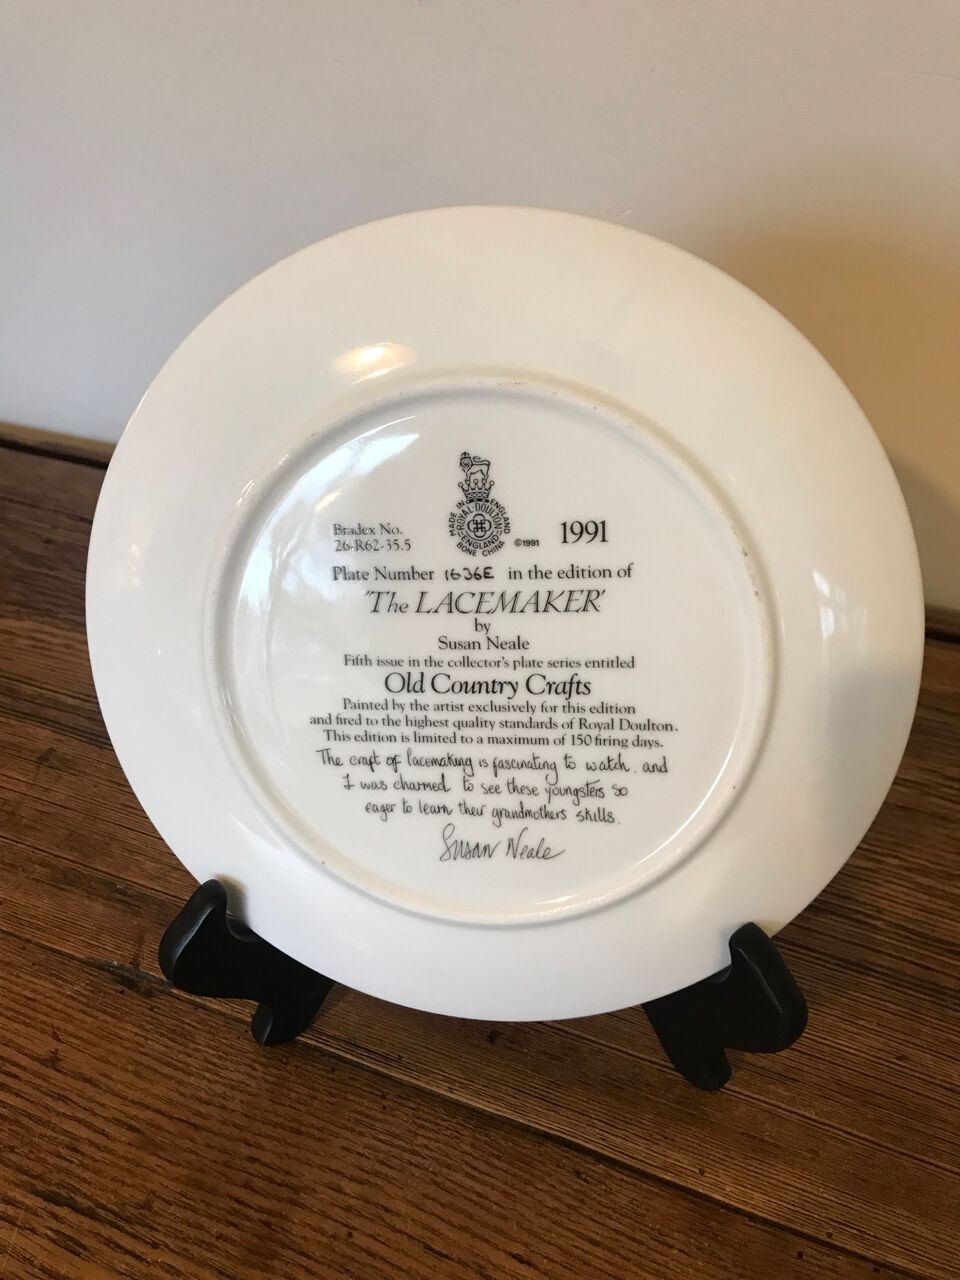 MADE IN ENGLAND
ROYAL·DOULTON
ENGLAND
BONE CHINA
©1991
Bradex No.
26-R62-35.5
1991
Plate Number 1636E in the edition of
'The LACEMAKER'
by
Susan Neale
Fifth issue in the collector's plate series entitled
Old Country Crafts
Painted by the artist exclusively for this edition
and fired to the highest quality standards of Royal Doulton.
This edition is limited to a maximum of 150 firing days.
The craft of lacemaking is fascinating to watch, and
I was charmed to see these youngsters so
eager to learn their grandmothers skills.
Susan Neale